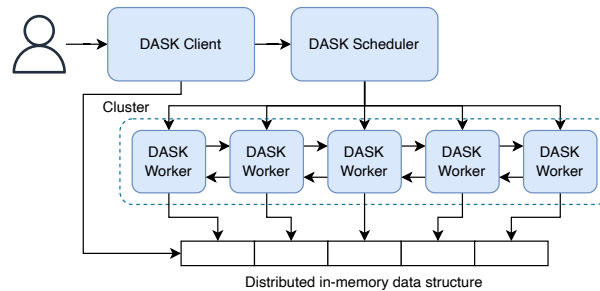 DASK Client
DASK Scheduler
Cluster
DASK
Worker
DASK
Worker
DASK
Worker
DASK
Worker
DASK
Worker
Distributed in-memory data structure